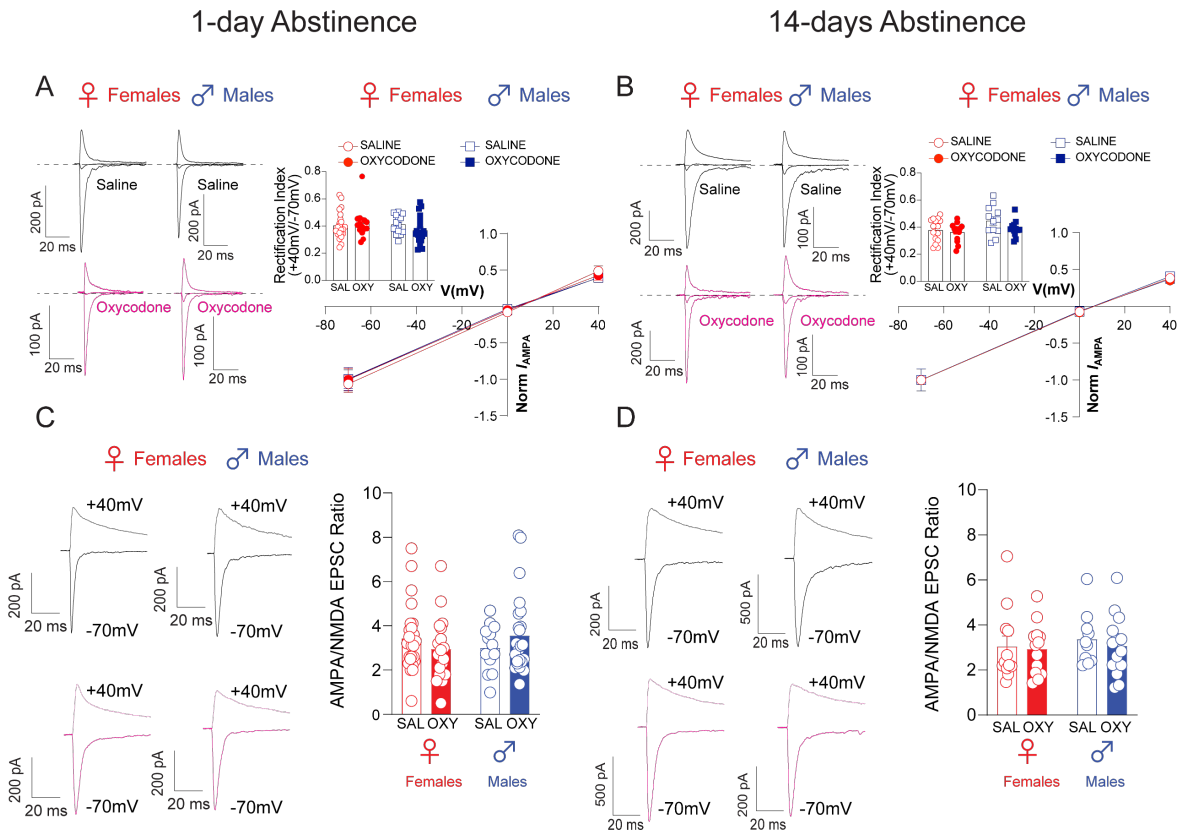 1-day Abstinence
14-days Abstinence
A
♀ Females ♂ Males
♀ Females ♂ Males
SALINE
OXYCODONE
SALINE
OXYCODONE
Saline
Saline
200 pA
20 ms
200 pA
20 ms
Oxycodone
Oxycodone
100 pA
20 ms
100 pA
20 ms
Rectification Index
(+40mV/-70mV)
0.8
0.6
0.4
0.2
0.0
SAL OXY
SAL OXY
V(mV)
1.0
0.5
-80 -60 -40 -20
20 40
-0.5
-1.0
-1.5
Norm IAMPA
B
♀ Females ♂ Males
♀ Females ♂ Males
SALINE
OXYCODONE
SALINE
OXYCODONE
Saline
Saline
200 pA
20 ms
100 pA
20 ms
Oxycodone
Oxycodone
100 pA
20 ms
100 pA
20 ms
Rectification Index
(+40mV/-70mV)
0.8
0.6
0.4
0.2
0.0
SAL OXY
SAL OXY
V(mV)
1.0
0.5
-80 -60 -40 -20
20 40
-0.5
-1.0
-1.5
Norm IAMPA
C
♀ Females ♂ Males
+40mV
+40mV
200 pA
20 ms
-70mV
200 pA
20 ms
-70mV
+40mV
+40mV
200 pA
20 ms
-70mV
200 pA
20 ms
-70mV
AMPA/NMDA EPSC Ratio
10
8
6
4
2
0
SAL OXY
SAL OXY
♀
♂
Females
Males
D
♀ Females ♂ Males
+40mV
+40mV
200 pA
20 ms
-70mV
500 pA
20 ms
-70mV
+40mV
+40mV
500 pA
20 ms
-70mV
200 pA
20 ms
-70mV
AMPA/NMDA EPSC Ratio
10
8
6
4
2
0
SAL OXY
SAL OXY
♀
♂
Females
Males